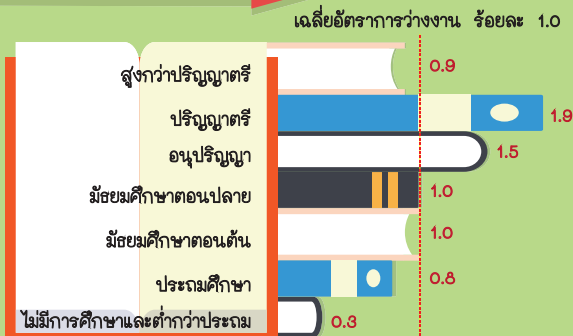 เฉลี่ยอัตราการว่างงาน ร้อยละ 1.0
สูงกว่าปริญญาตรี 0.9
ปริญญาตรี 1.9
อนุปริญญา 1.5
มัธยมศึกษาตอนปลาย 1.0
มัธยมศึกษาตอนต้น 1.0
ประถมศึกษา 0.8
ไม่มีการศึกษาและต่ำกว่าประถม 0.3